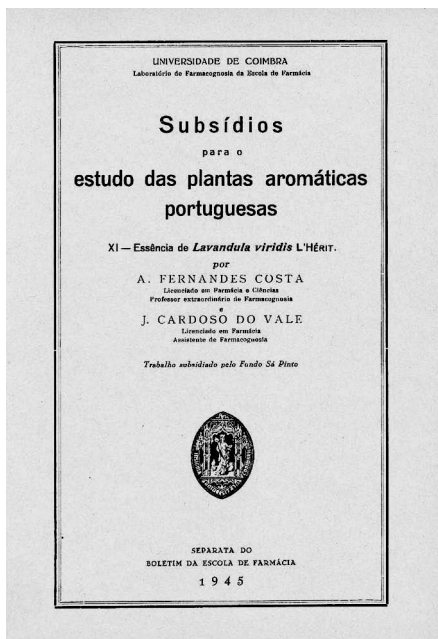 UNIVERSIDADE DE COIMBRA
Laboratório de Farmacognosia da Escola de Farmácia
Subsídios
para o
estudo das plantas aromáticas
portuguesas
XI — Essência de Lavandula viridis L'HÉRIT.
por
A. FERNANDES COSTA
Licenciado em Farmácia e Ciências
Professor extraordinário de Farmacognosia
e
J. CARDOSO DO VALE
Licenciado em Farmácia
Assistente de Farmacognosia
Trabalho subsidiado pelo Fundo Sá Pinto
SEPARATA DO
BOLETIM DA ESCOLA DE FARMÁCIA
1945